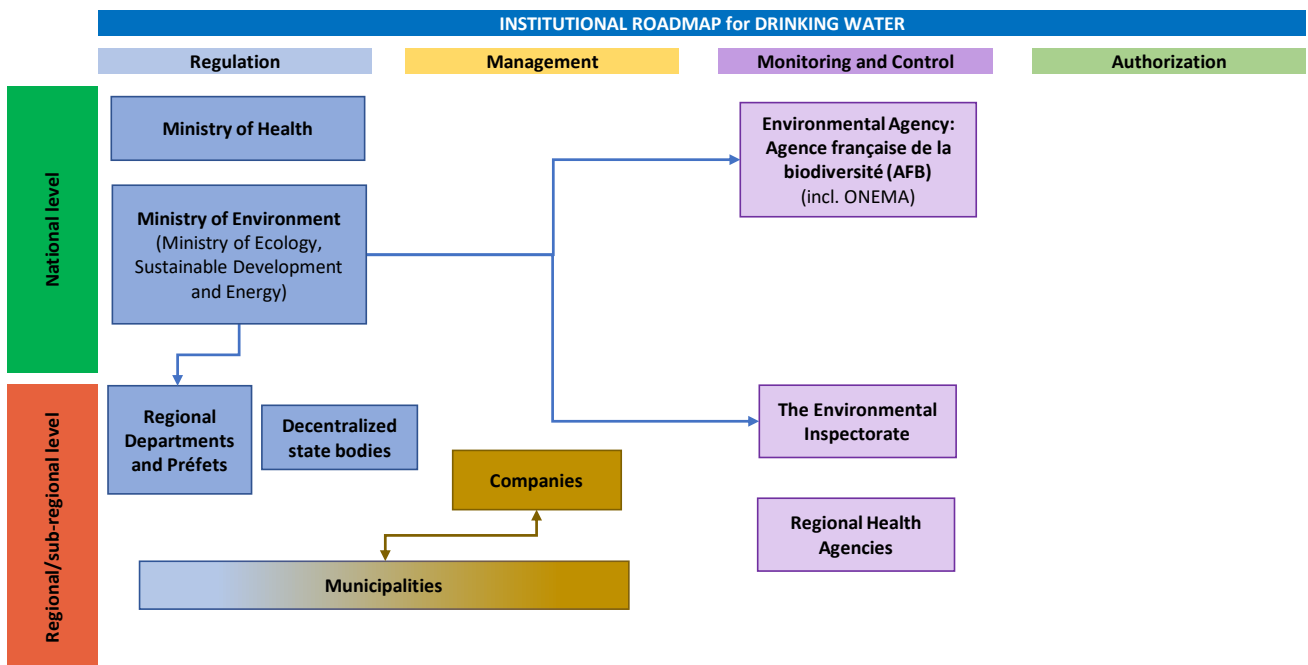 INSTITUTIONAL ROADMAP for DRINKING WATER
Regulation
Management
Monitoring and Control
Authorization
National level
Ministry of Health
Ministry of Environment
(Ministry of Ecology,
Sustainable Development
and Energy)
Environmental Agency:
Agence française de la
biodiversité (AFB)
(incl. ONEMA)
Regional/sub-regional level
Regional
Departments
and Préfets
Decentralized
state bodies
Companies
Municipalities
The Environmental
Inspectorate
Regional Health
Agencies